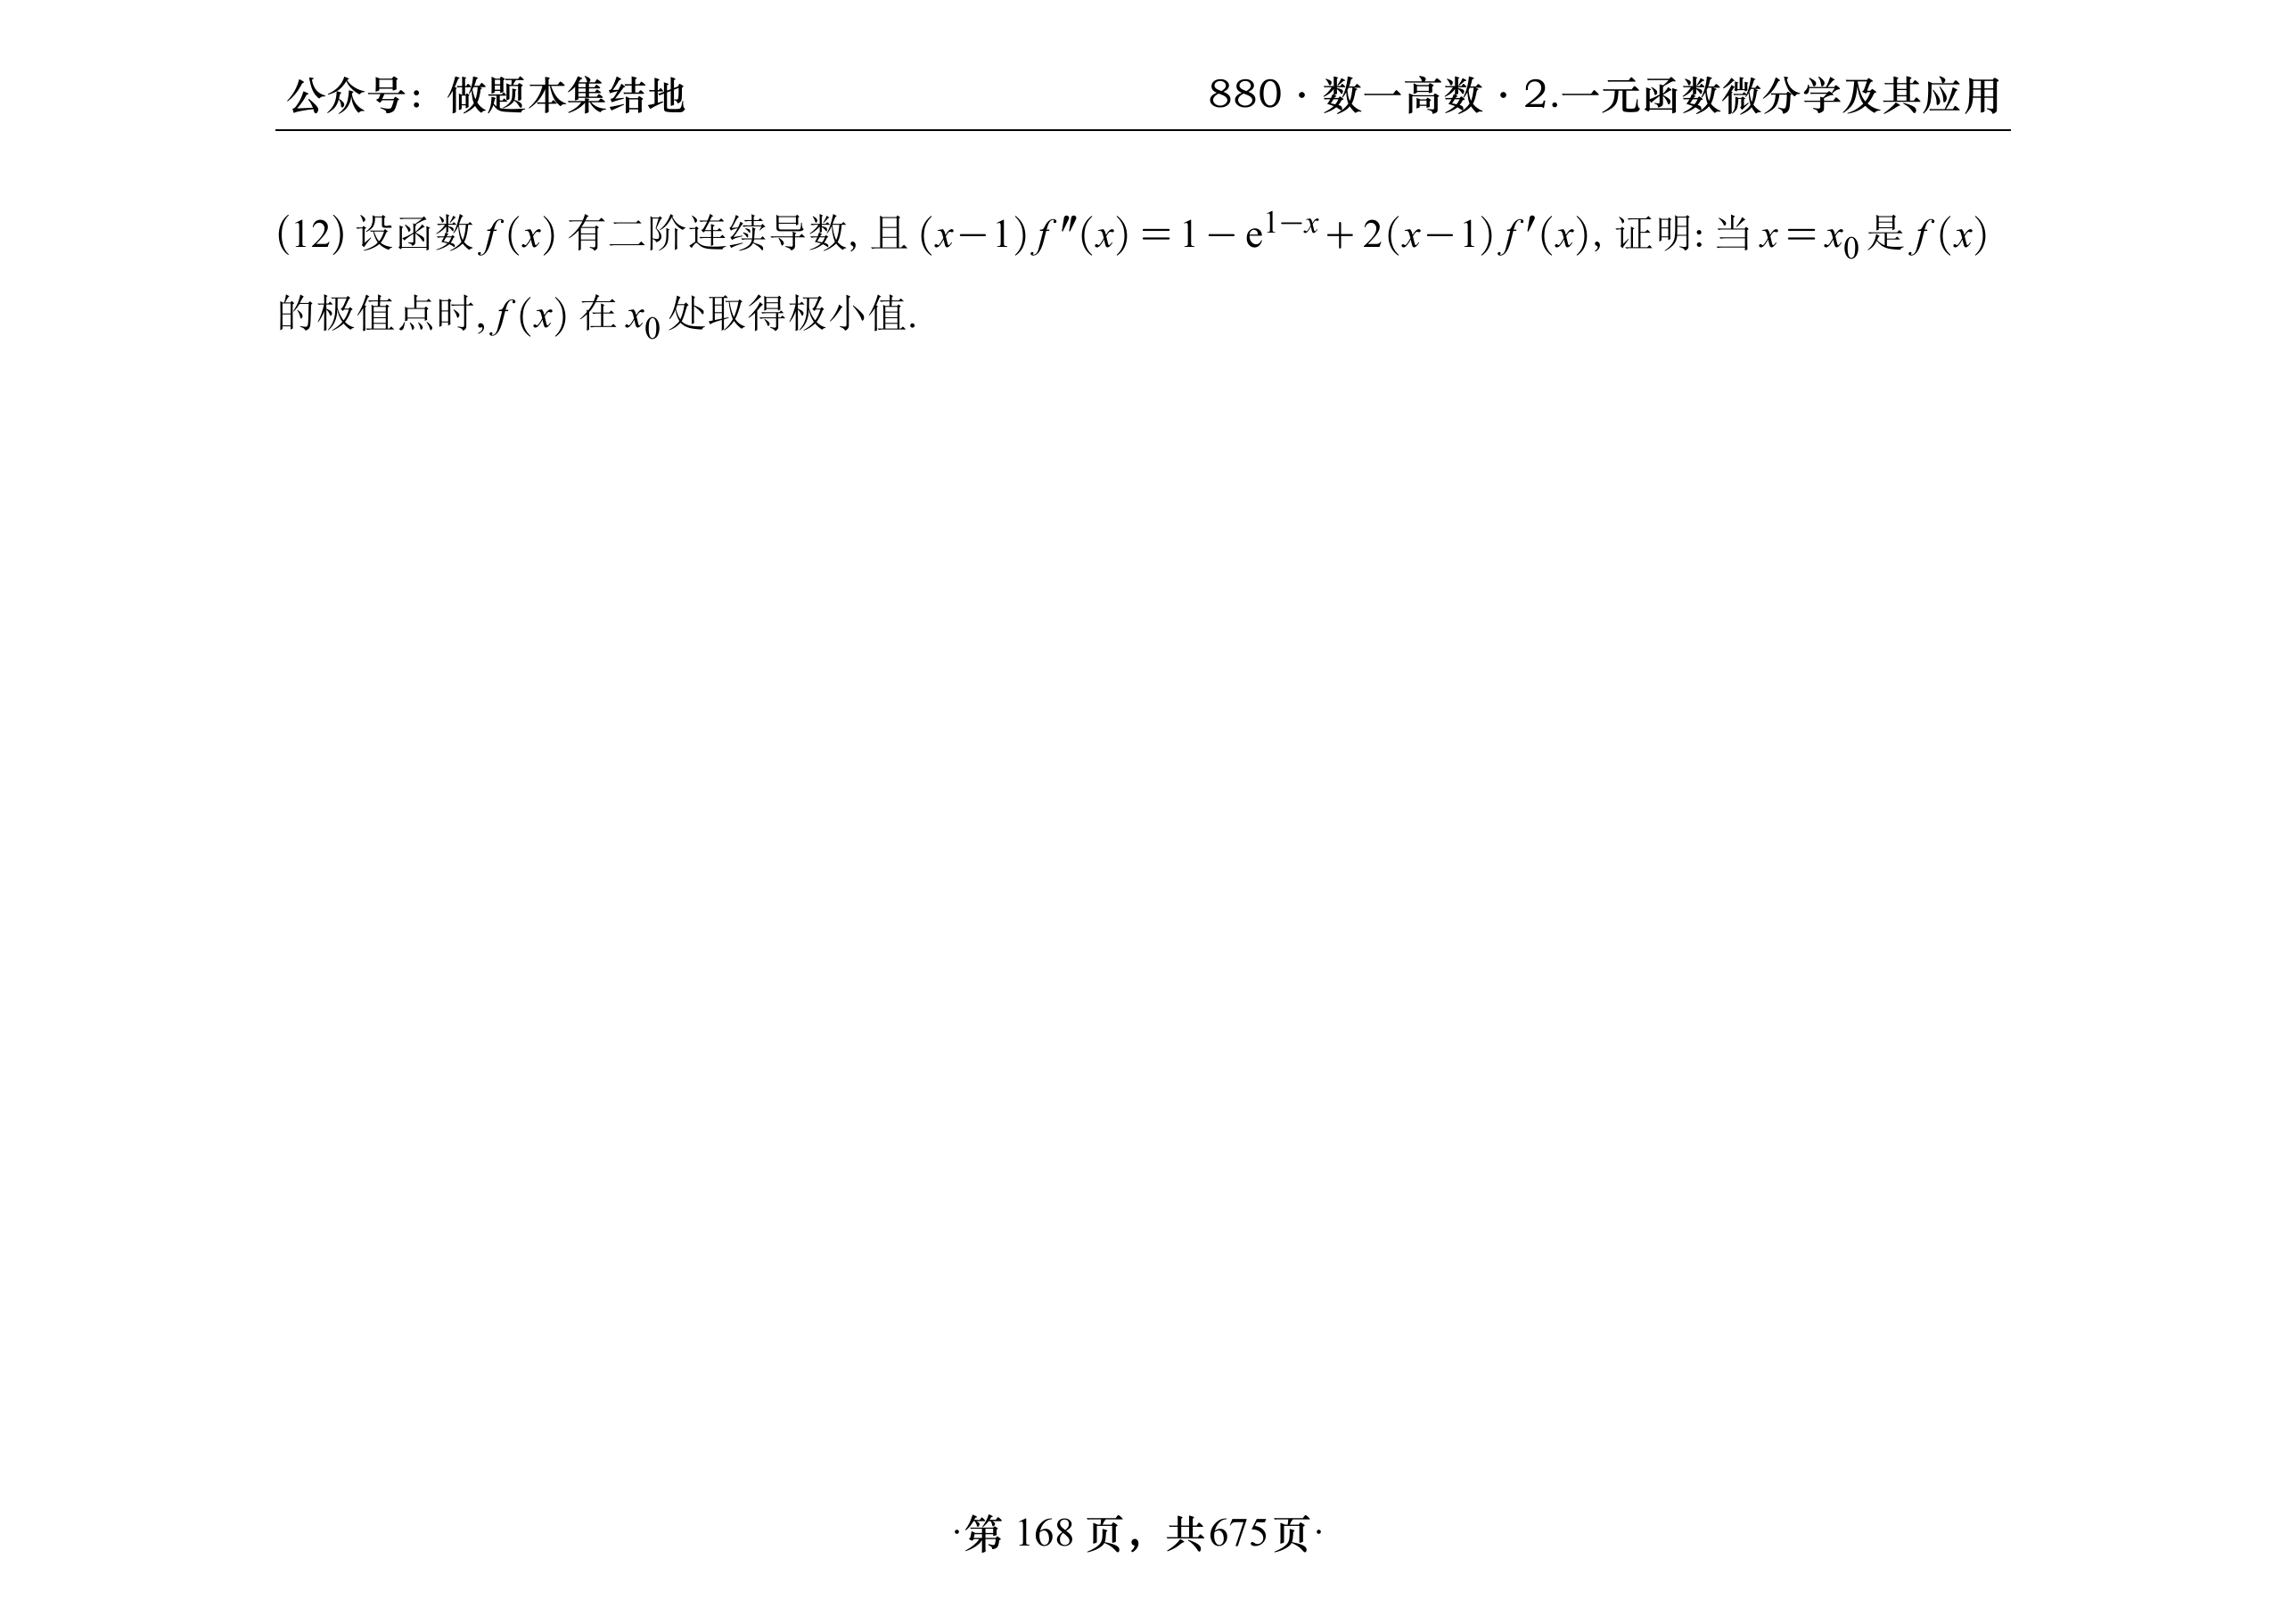 公众号：做题本集结地
880·数一高数·2.一元函数微分学及其应用
(12) 设函数 f(x) 有二阶连续导数, 且 (x−1)f″(x)=1−e^{1−x}+2(x−1)f′(x), 证明: 当 x=x₀ 是 f(x)
的极值点时, f(x) 在 x₀ 处取得极小值.
·第 168 页，共675页·